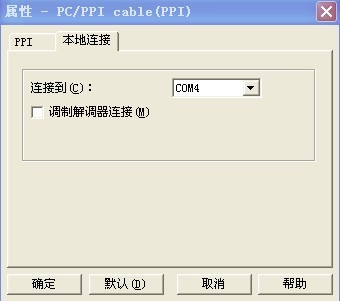 属性 - PC/PPI cable(PPI)
PPI 本地连接
连接到(C): COM4
调制解调器连接(M)
确定 默认(D) 取消 帮助